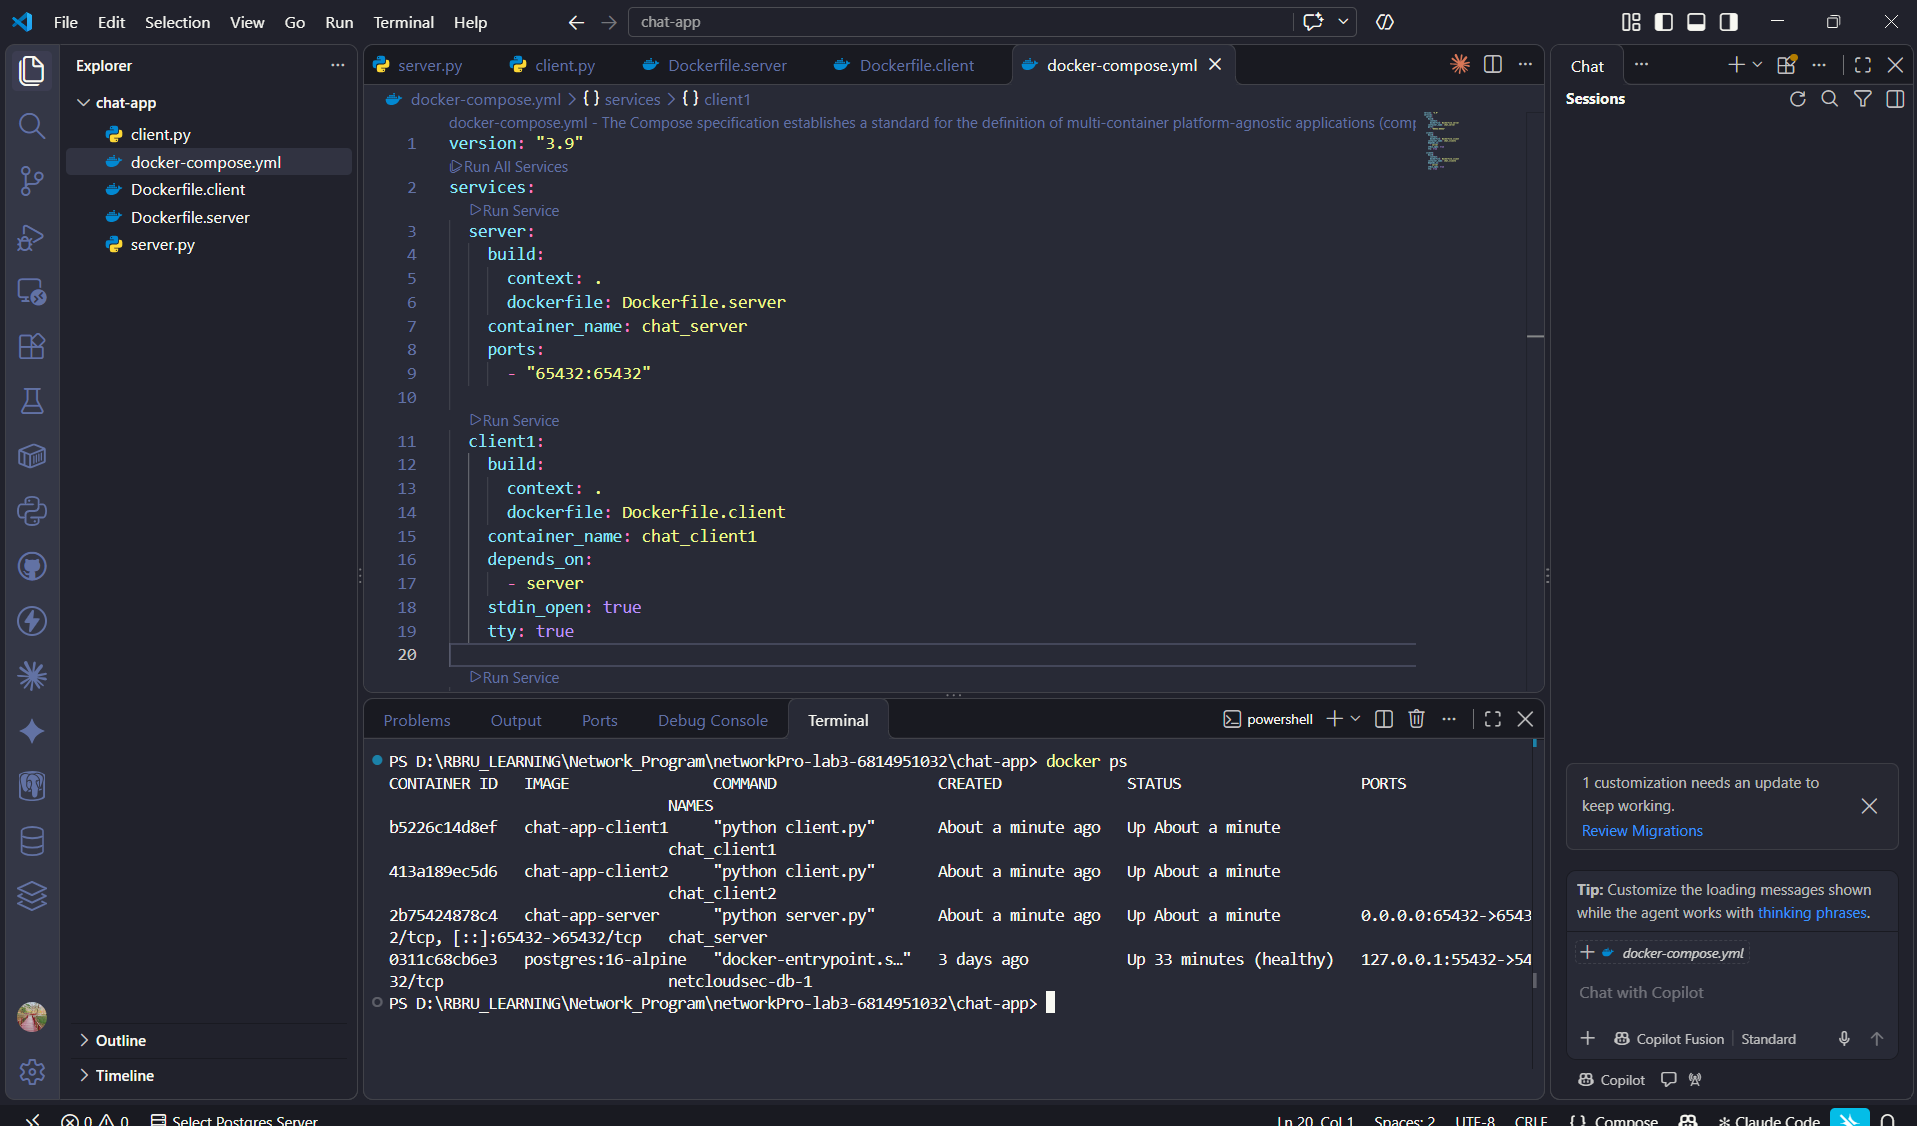 File Edit Selection View Go Run Terminal Help
chat-app
Explorer
chat-app
client.py
docker-compose.yml
Dockerfile.client
Dockerfile.server
server.py
Outline
Timeline
server.py client.py Dockerfile.server Dockerfile.client docker-compose.yml
docker-compose.yml > {} services > {} client1
docker-compose.yml - The Compose specification establishes a standard for the definition of multi-container platform-agnostic applications (comp
1 version: "3.9"
Run All Services
2 services:
Run Service
3 server:
4 build:
5 context: .
6 dockerfile: Dockerfile.server
7 container_name: chat_server
8 ports:
9 - "65432:65432"
10
Run Service
11 client1:
12 build:
13 context: .
14 dockerfile: Dockerfile.client
15 container_name: chat_client1
16 depends_on:
17 - server
18 stdin_open: true
19 tty: true
20
Run Service
Problems Output Ports Debug Console Terminal
powershell
PS D:\RBRU_LEARNING\Network_Program\networkPro-lab3-6814951032\chat-app> docker ps
CONTAINER ID IMAGE COMMAND CREATED STATUS PORTS
NAMES
b5226c14d8ef chat-app-client1 "python client.py" About a minute ago Up About a minute
chat_client1
413a189ec5d6 chat-app-client2 "python client.py" About a minute ago Up About a minute
chat_client2
2b75424878c4 chat-app-server "python server.py" About a minute ago Up About a minute 0.0.0.0:65432->6543
2/tcp, [::]:65432->65432/tcp chat_server
0311c68cb6e3 postgres:16-alpine "docker-entrypoint.s…" 3 days ago Up 33 minutes (healthy) 127.0.0.1:55432->54
32/tcp netcloudsec-db-1
PS D:\RBRU_LEARNING\Network_Program\networkPro-lab3-6814951032\chat-app>
Chat
Sessions
1 customization needs an update to
keep working.
Review Migrations
Tip: Customize the loading messages shown
while the agent works with thinking phrases.
docker-compose.yml
Chat with Copilot
Copilot Fusion Standard
Copilot
0 0 Select Postgres Server Ln 20, Col 1 Spaces: 2 UTF-8 CRLF {} Compose Claude Code